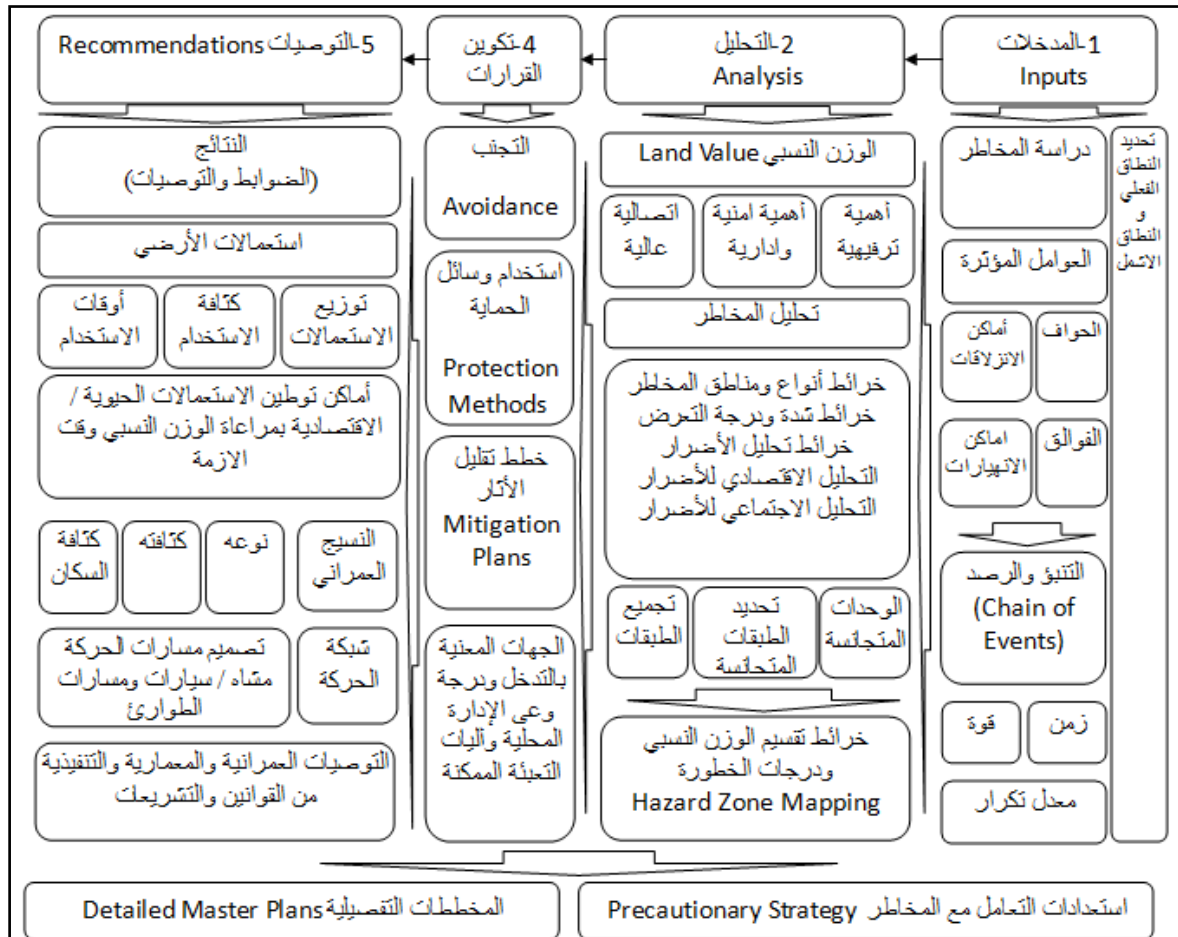 1-المدخلات
Inputs
2-التحليل
Analysis
4-تكوين
القرارات
5-التوصيات Recommendations
تحديد
النطاق
الفعلي
و
النطاق
الاشمل
دراسة المخاطر
العوامل المؤثرة
الحواف
أماكن
الانزلاقات
الفوالق
اماكن
الانهيارات
التنبؤ والرصد
(Chain of
Events)
زمن
قوة
معدل تكرار
الوزن النسبي Land Value
أهمية
ترفيهية
أهمية امنية
وادارية
اتصالية
عالية
تحليل المخاطر
خرائط أنواع ومناطق المخاطر
خرائط شدة ودرجة التعرض
خرائط تحليل الأضرار
التحليل الاقتصادي للأضرار
التحليل الاجتماعي للأضرار
الوحدات
المتجانسة
تحديد
الطبقات
المتجانسة
تجميع
الطبقات
خرائط تقسيم الوزن النسبي
ودرجات الخطورة
Hazard Zone Mapping
التجنب
Avoidance
استخدام وسائل
الحماية
Protection
Methods
خطط تقليل
الأثار
Mitigation
Plans
الجهات المعنية
بالتدخل ودرجة
وعى الإدارة
المحلية وآليات
التعبئة الممكنة
النتائج
(الضوابط والتوصيات)
استعمالات الأرضي
توزيع
الاستعمالات
كثافة
الاستخدام
أوقات
الاستخدام
أماكن توطين الاستعمالات الحيوية /
الاقتصادية بمراعاة الوزن النسبي وقت
الازمة
النسيج
العمراني
نوعه
كثافته
كثافة
السكان
شبكة
الحركة
تصميم مسارات الحركة
مشاه / سيارات ومسارات
الطوارئ
التوصيات العمرانية والمعمارية والتنفيذية
من القوانين والتشريعات
استعدادات التعامل مع المخاطر Precautionary Strategy
المخططات التفصيلية Detailed Master Plans